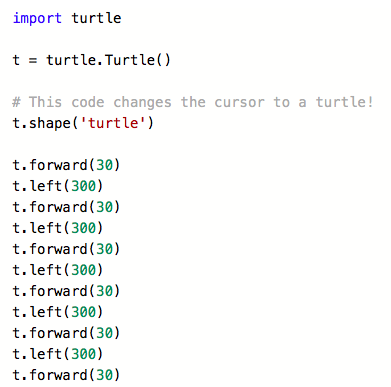 import turtle
t = turtle.Turtle()
# This code changes the cursor to a turtle!
t.shape('turtle')
t.forward(30)
t.left(300)
t.forward(30)
t.left(300)
t.forward(30)
t.left(300)
t.forward(30)
t.left(300)
t.forward(30)
t.left(300)
t.forward(30)